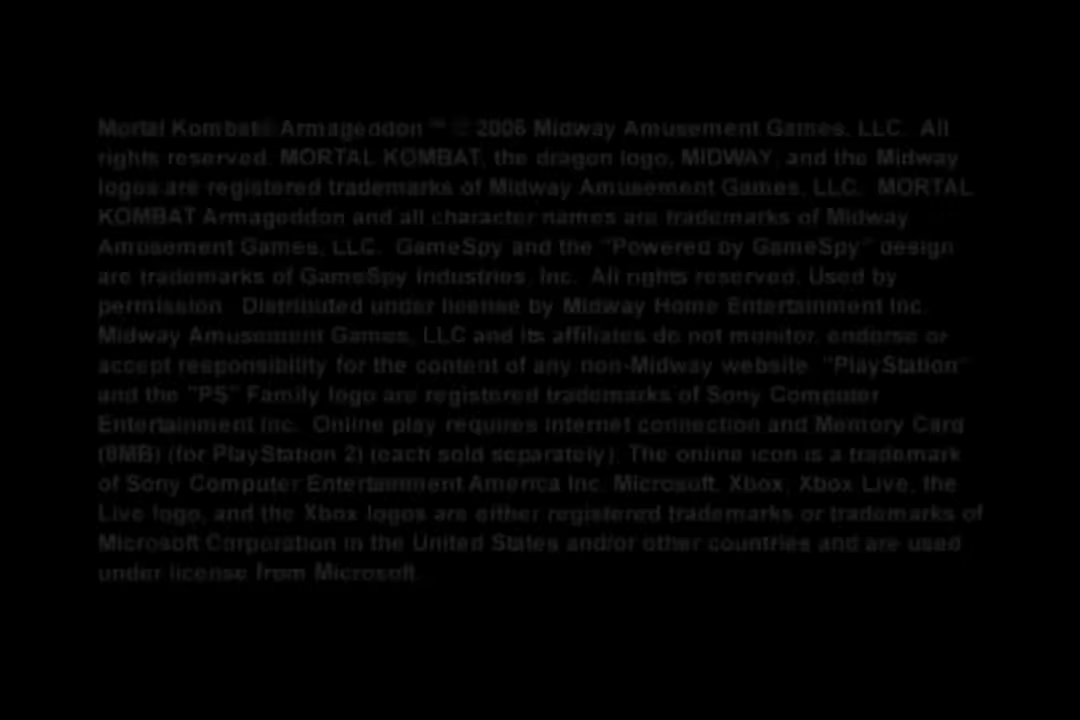 Mortal Kombat® Armageddon ™ © 2006 Midway Amusement Games, LLC. All
rights reserved. MORTAL KOMBAT, the dragon logo, MIDWAY, and the Midway
logos are registered trademarks of Midway Amusement Games, LLC. MORTAL
KOMBAT Armageddon and all character names are trademarks of Midway
Amusement Games, LLC. GameSpy and the "Powered by GameSpy" design
are trademarks of GameSpy Industries, Inc. All rights reserved. Used by
permission. Distributed under license by Midway Home Entertainment Inc.
Midway Amusement Games, LLC and its affiliates do not monitor, endorse or
accept responsibility for the content of any non-Midway website. "PlayStation"
and the "PS" Family logo are registered trademarks of Sony Computer
Entertainment Inc. Online play requires Internet connection and Memory Card
(8MB) (for PlayStation 2) (each sold separately). The online icon is a trademark
of Sony Computer Entertainment America Inc. Microsoft, Xbox, Xbox Live, the
Live logo, and the Xbox logos are either registered trademarks or trademarks of
Microsoft Corporation in the United States and/or other countries and are used
under license from Microsoft.